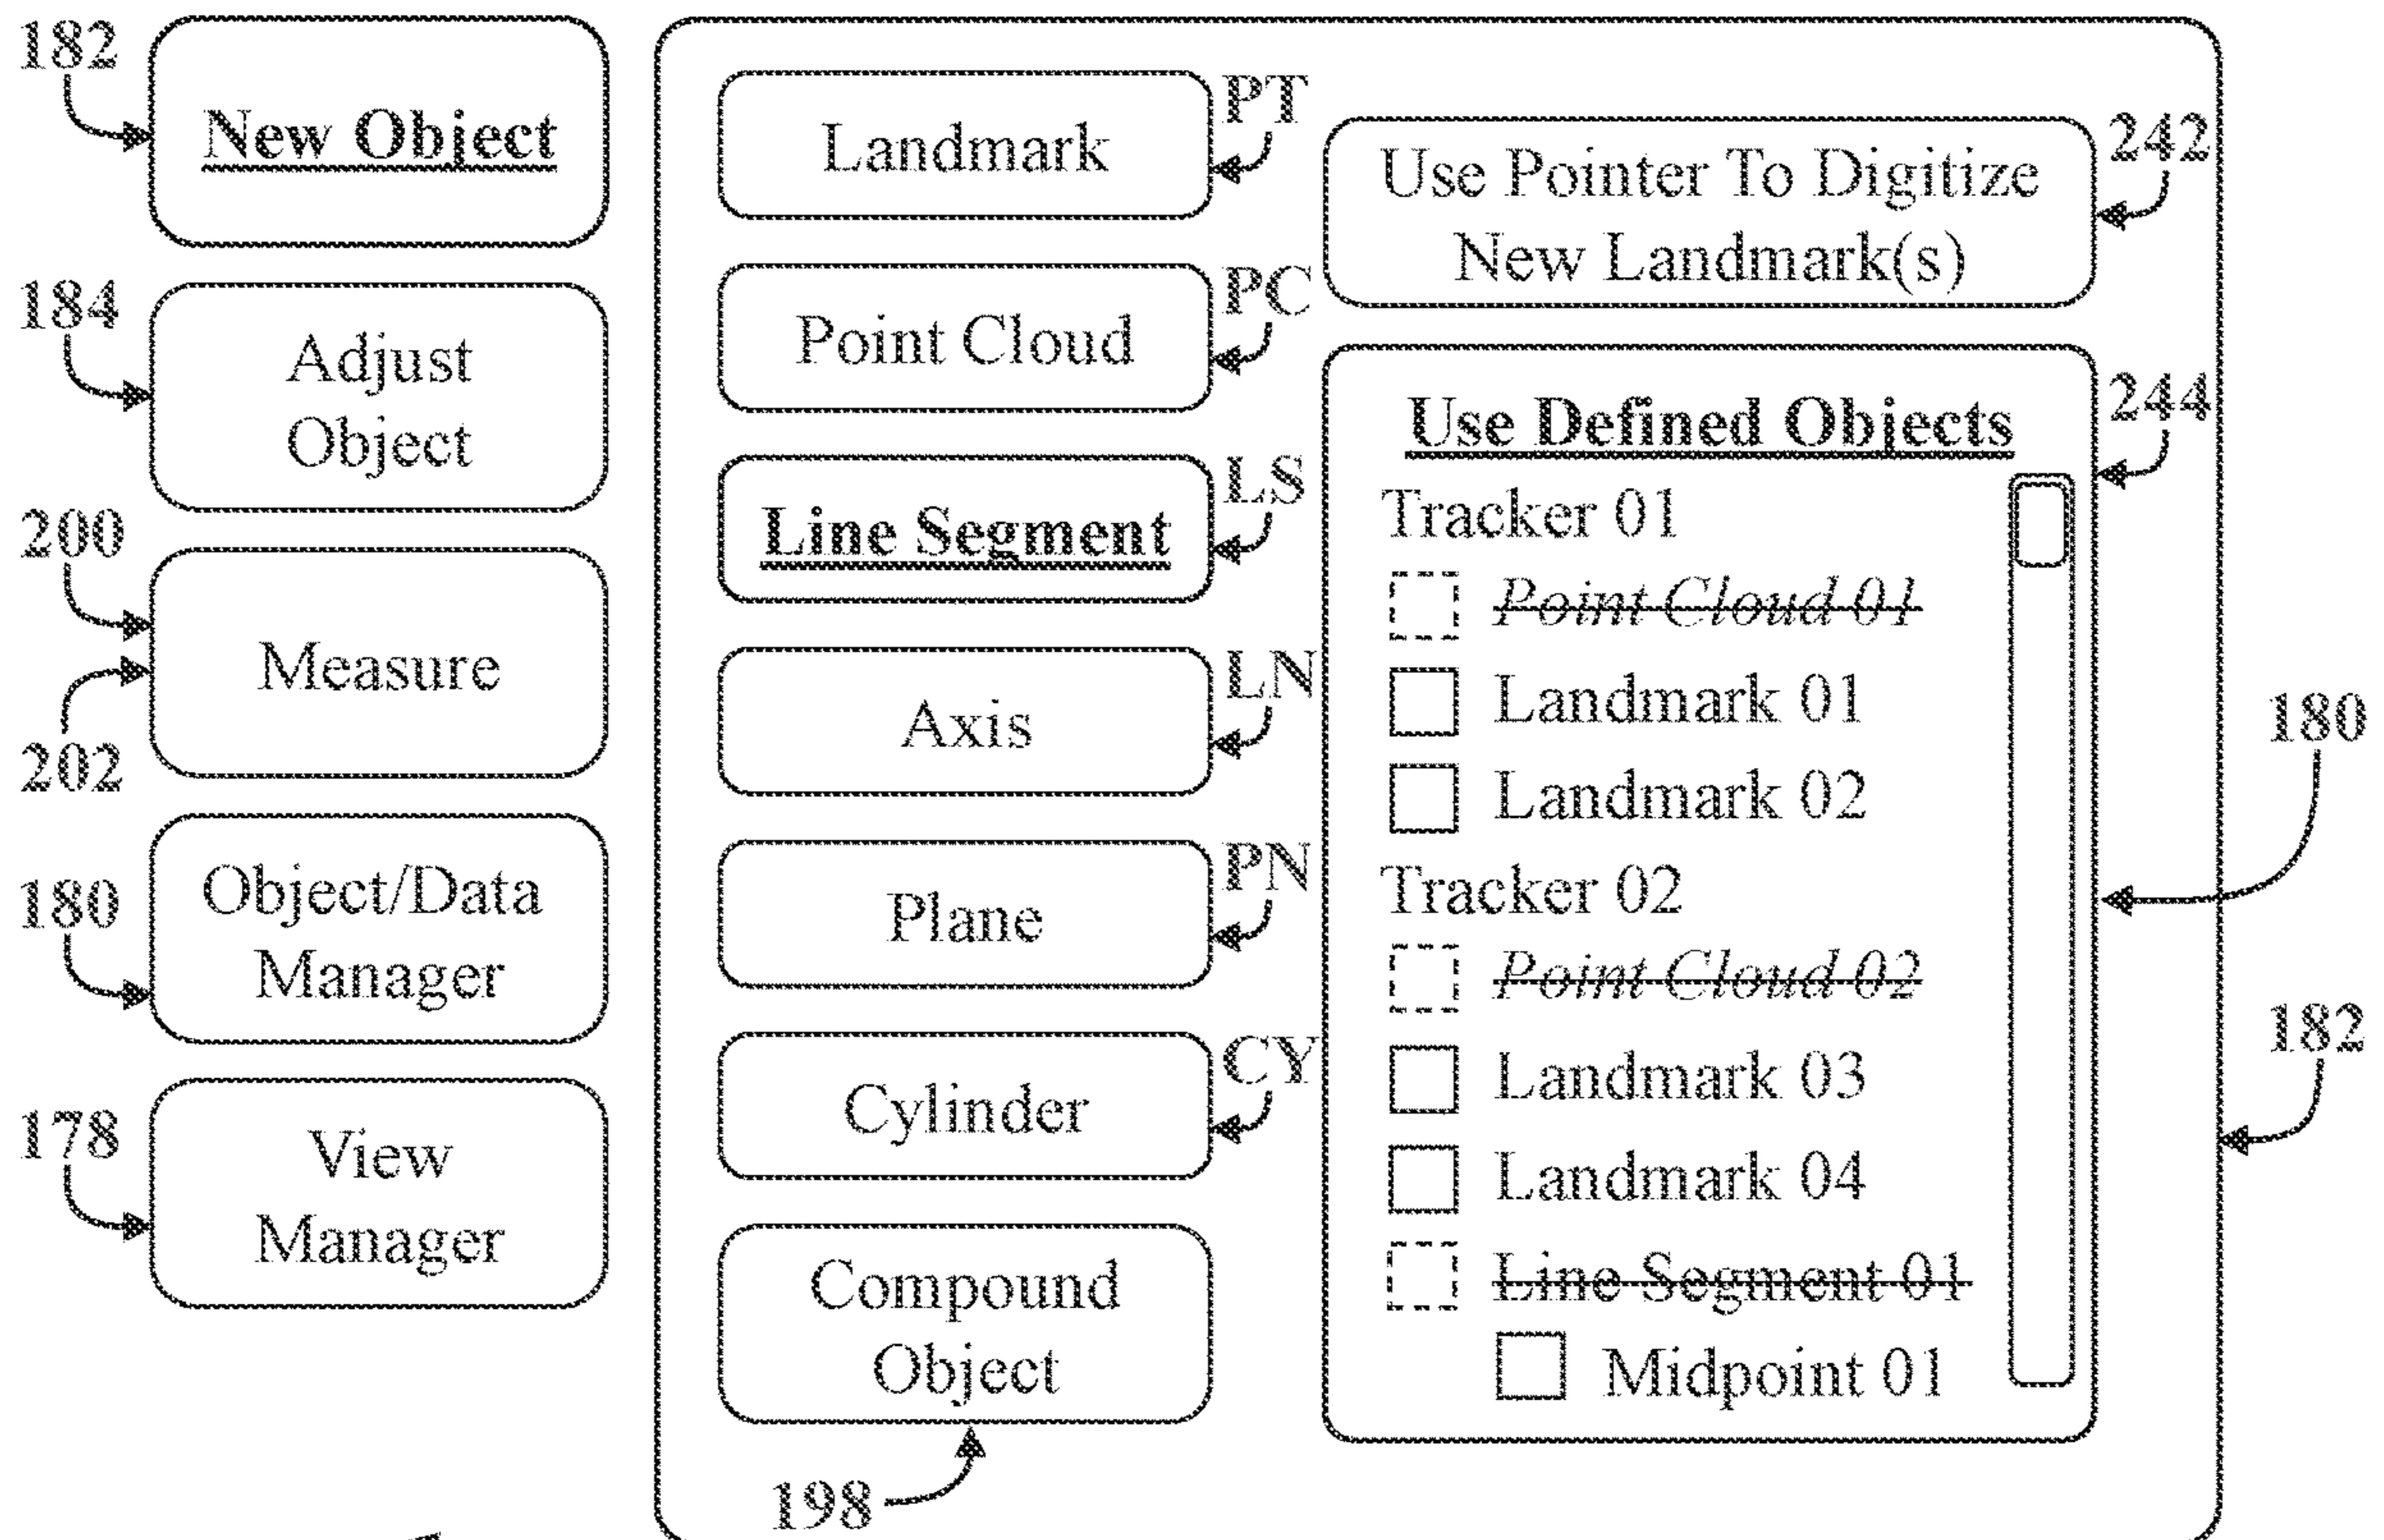 182
New Object
184
Adjust
Object
200
Measure
202
Object/Data
Manager
180
View
Manager
178
Landmark
PT
Point Cloud
PC
Line Segment
LS
Axis
LN
Plane
PN
Cylinder
CY
Compound
Object
198
Use Pointer To Digitize
New Landmark(s)
242
Use Defined Objects
244
Tracker 01
Point Cloud 01
Landmark 01
Landmark 02
Tracker 02
Point Cloud 02
Landmark 03
Landmark 04
Line Segment 01
Midpoint 01
180
182